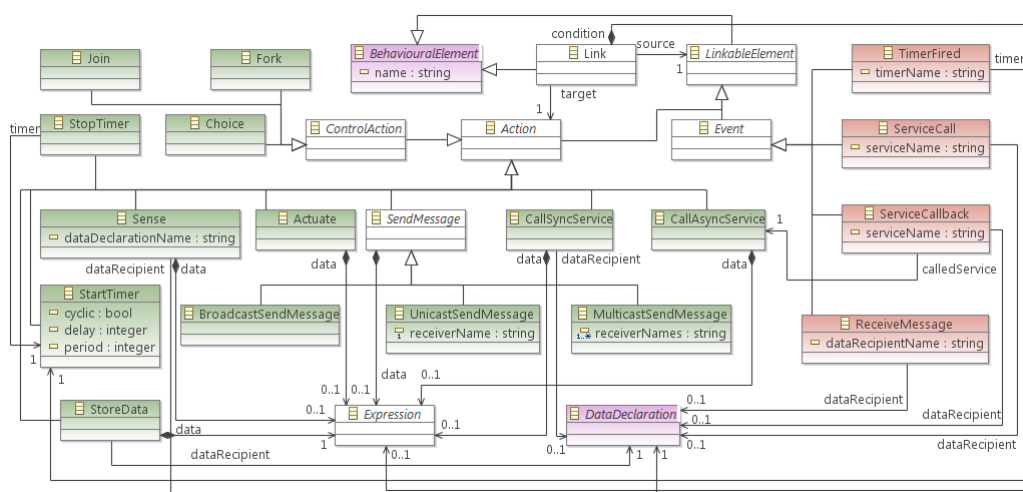 condition
BehaviouralElement
name : string
Link
source
1
LinkableElement
target
1
TimerFired
timerName : string
timer
Join
Fork
timer
StopTimer
Choice
ControlAction
Action
Event
ServiceCall
serviceName : string
Sense
dataDeclarationName : string
Actuate
SendMessage
CallSyncService
CallAsyncService
1
ServiceCallback
serviceName : string
dataRecipient
data
data
data
dataRecipient
data
calledService
StartTimer
cyclic : bool
delay : integer
period : integer
1
1
BroadcastSendMessage
UnicastSendMessage
1 receiverName : string
MulticastSendMessage
1..* receiverNames : string
ReceiveMessage
dataRecipientName : string
data
0..1
0..1
0..1
0..1
dataRecipient
StoreData
data
1
Expression
0..1
0..1
0..1
DataDeclaration
0..1
0..1
0..1
dataRecipient
dataRecipient
dataRecipient
1
1